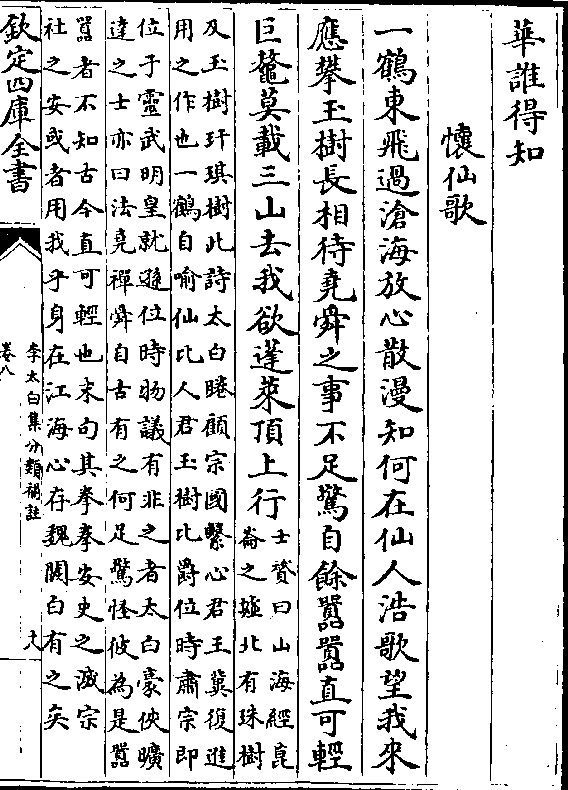 華誰得知
懷仙歌
一鶴東飛過滄海放心散漫知何在仙人浩歌望我來
應攀玉樹長相待堯舜之事不足驚自餘囂囂直可輕
巨鼇莫載三山去我欲蓬萊頂上行
士贇曰山海經崑
崙之墟北有珠樹
及玉樹玗琪樹此詩太白睠顧宗國繫心君王冀復進
用之作也一鶴自喻仙比人君玉樹比爵位時肅宗即
位于靈武明皇就遜位時物議有非之者太白豪俠曠
達之士亦曰法堯禪舜自古有之何足驚怪彼為是囂
囂者不知古今直可輕也末句其拳拳安史之滅宗
社之安或者用我乎身在江海心存魏闕白有之矣
欽定四庫全書
李太白集分類補註
卷八
十九